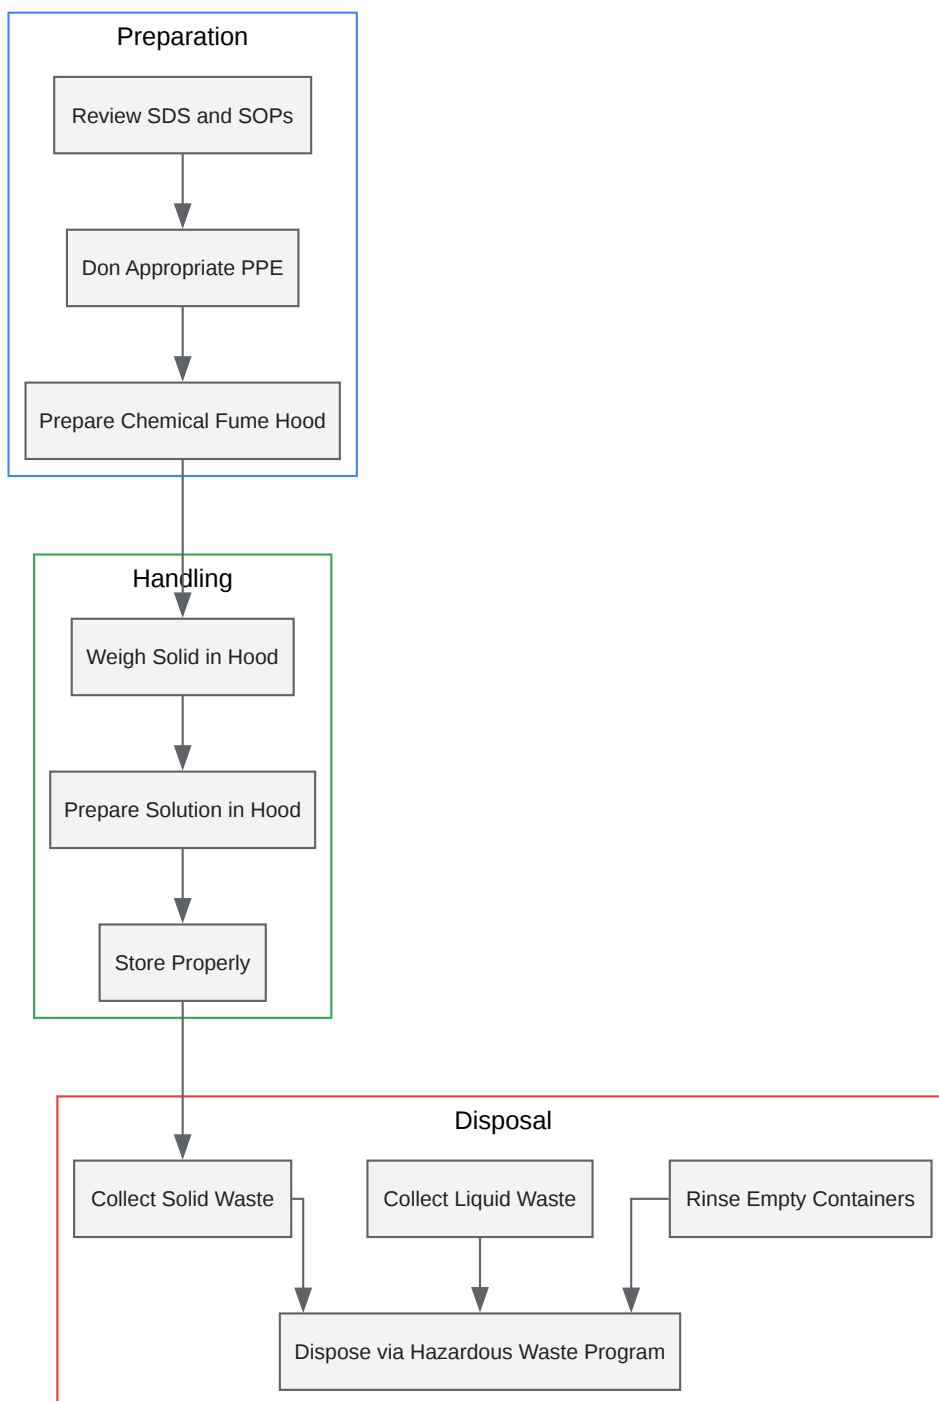 Preparation
Review SDS and SOPs
Don Appropriate PPE
Prepare Chemical Fume Hood
Handling
Weigh Solid in Hood
Prepare Solution in Hood
Store Properly
Disposal
Collect Solid Waste
Collect Liquid Waste
Rinse Empty Containers
Dispose via Hazardous Waste Program